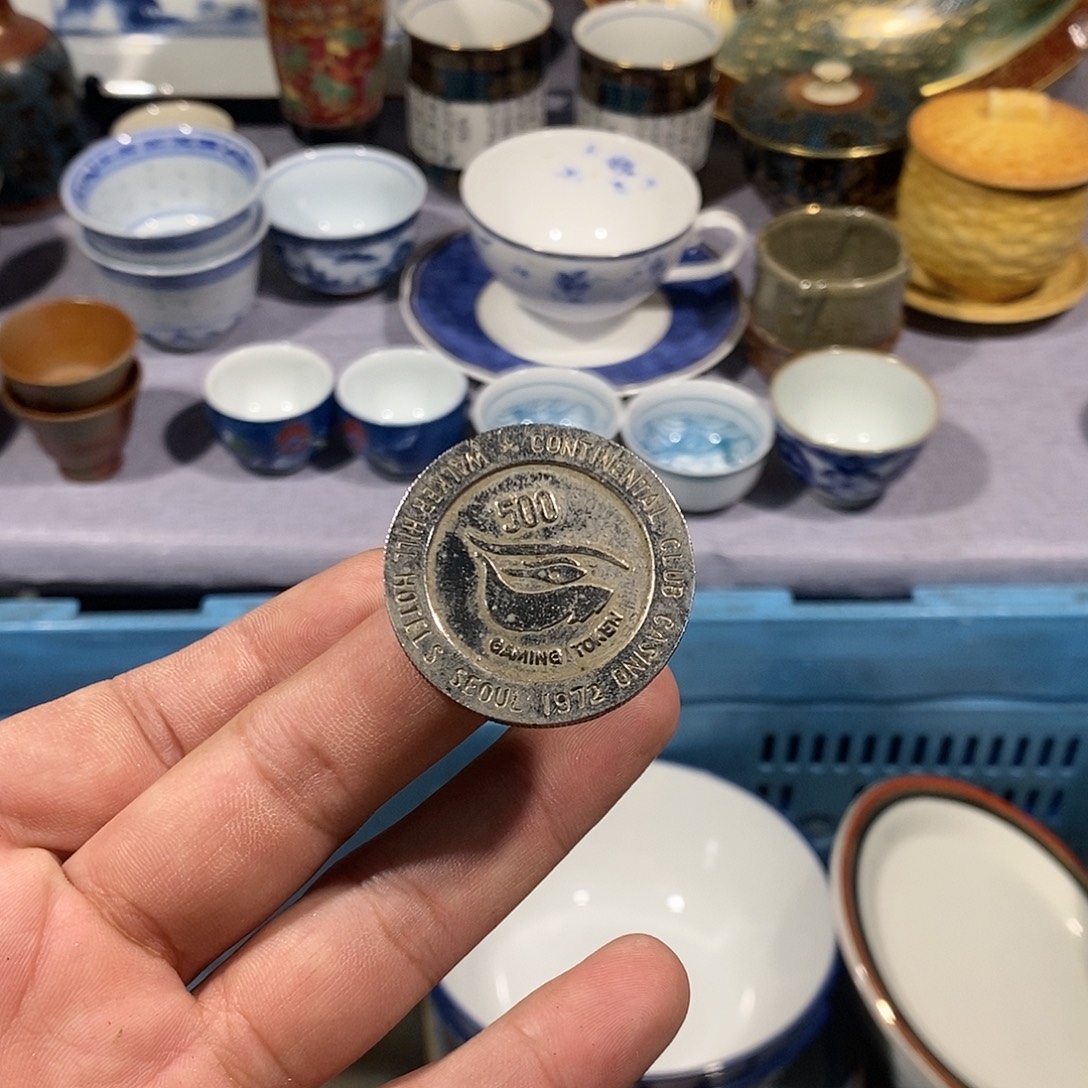 WALKERHILL HOTEL S
CONTINENTAL CLUB CASINO
SEOUL 1972
500
GAMING TOKEN